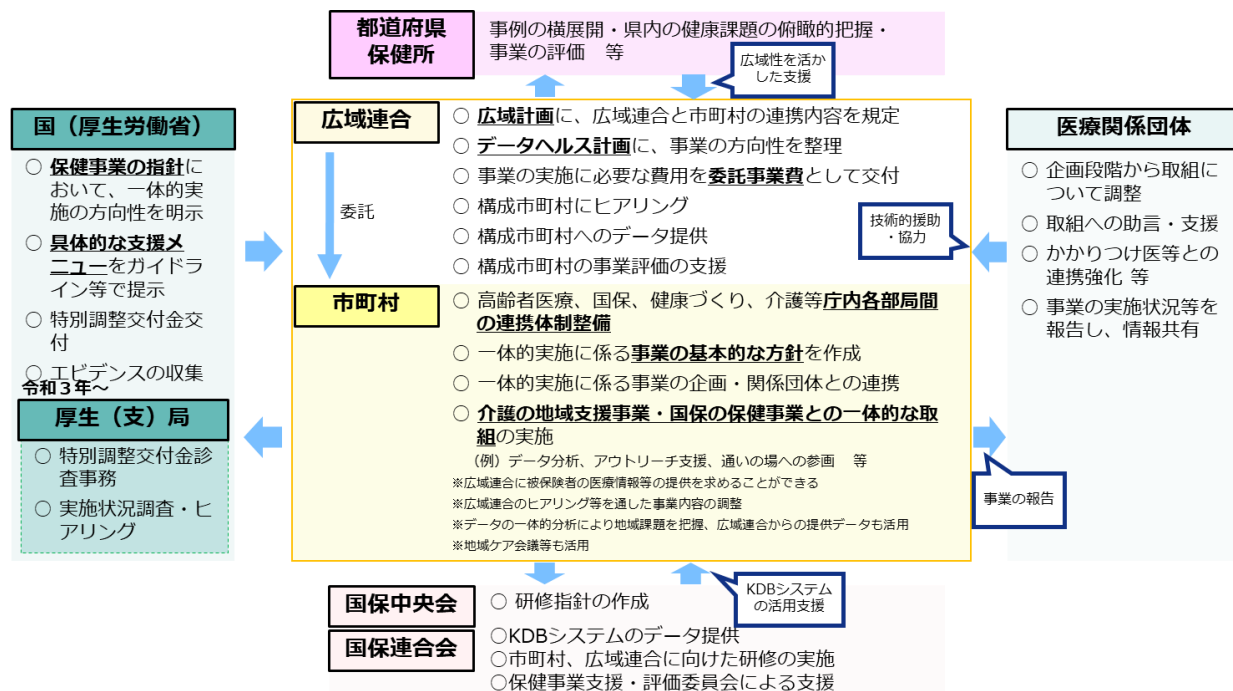 都道府県
保健所
事例の横展開・県内の健康課題の俯瞰的把握・
事業の評価　等
広域性を活か
した支援
国（厚生労働省）
○ 保健事業の指針に
おいて、一体的実
施の方向性を明示
○ 具体的な支援メ
ニューをガイドラ
イン等で提示
○ 特別調整交付金交
付
○ エビデンスの収集
令和３年～
厚生（支）局
○ 特別調整交付金診
査事務
○ 実施状況調査・ヒ
アリング
広域連合
委託
○ 広域計画に、広域連合と市町村の連携内容を規定
○ データヘルス計画に、事業の方向性を整理
○ 事業の実施に必要な費用を委託事業費として交付
○ 構成市町村にヒアリング
○ 構成市町村へのデータ提供
○ 構成市町村の事業評価の支援
市町村
○ 高齢者医療、国保、健康づくり、介護等庁内各部局間
の連携体制整備
○ 一体的実施に係る事業の基本的な方針を作成
○ 一体的実施に係る事業の企画・関係団体との連携
○ 介護の地域支援事業・国保の保健事業との一体的な取
組の実施
（例）データ分析、アウトリーチ支援、通いの場への参画　等
※広域連合に被保険者の医療情報等の提供を求めることができる
※広域連合のヒアリング等を通した事業内容の調整
※データの一体的分析により地域課題を把握、広域連合からの提供データも活用
※地域ケア会議等も活用
技術的援助
・協力
医療関係団体
○ 企画段階から取組に
ついて調整
○ 取組への助言・支援
○ かかりつけ医等との
連携強化 等
○ 事業の実施状況等を
報告し、情報共有
事業の報告
KDBシステム
の活用支援
国保中央会
○ 研修指針の作成
国保連合会
○KDBシステムのデータ提供
○市町村、広域連合に向けた研修の実施
○保健事業支援・評価委員会による支援